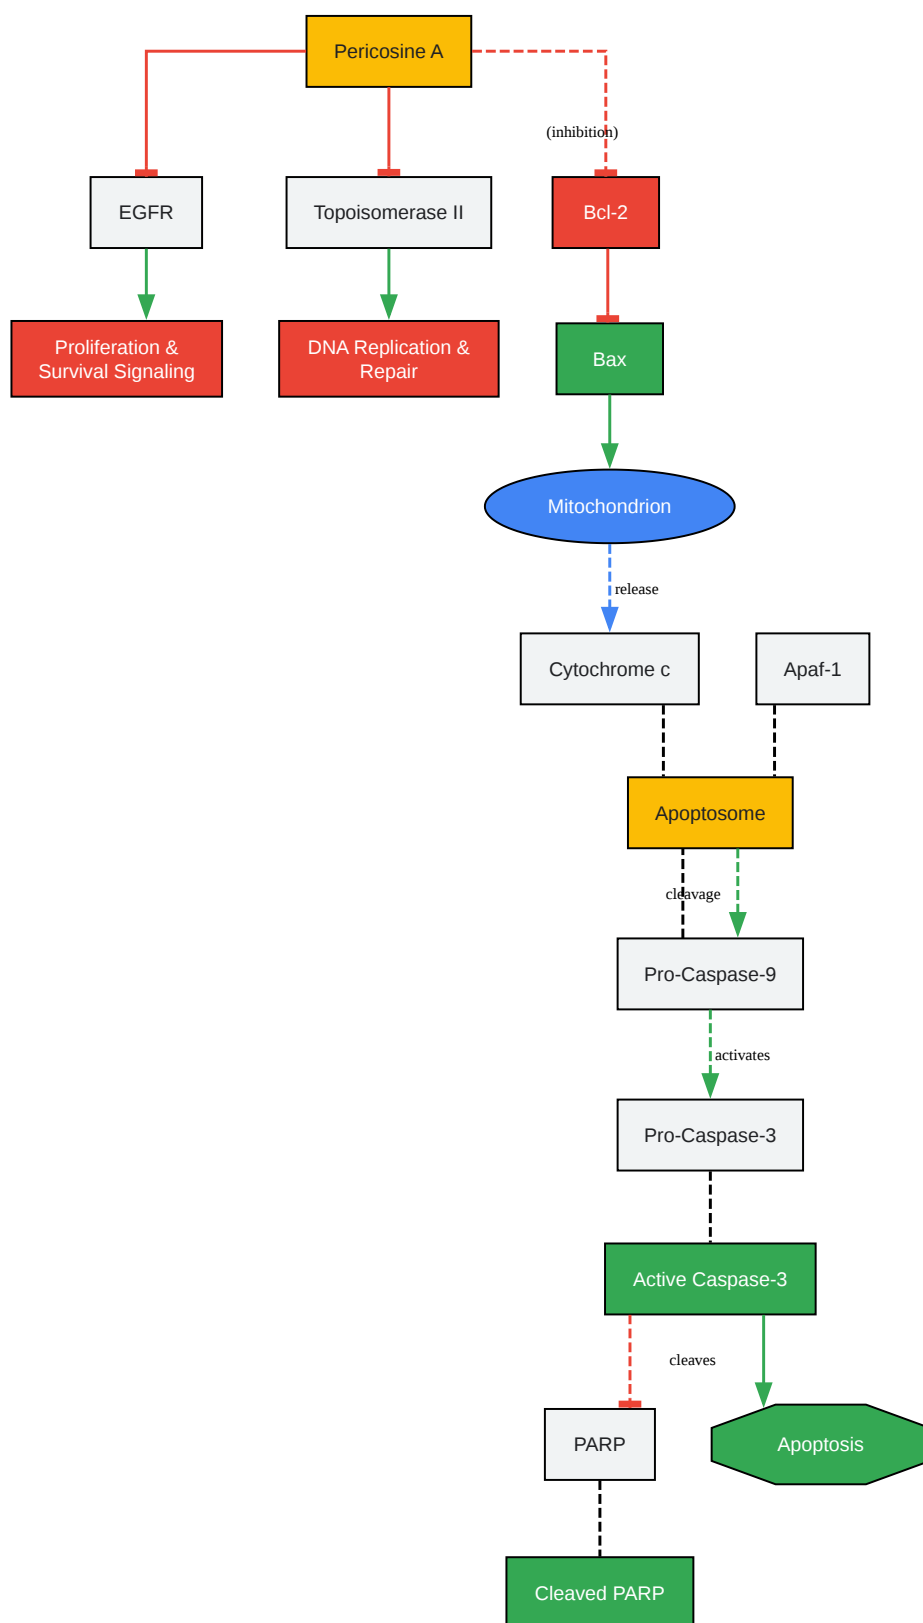 Pericosine A
(inhibition)
EGFR
Topoisomerase II
Bcl-2
Proliferation &
Survival Signaling
DNA Replication &
Repair
Bax
Mitochondrion
release
Cytochrome c
Apaf-1
Apoptosome
cleavage
Pro-Caspase-9
activates
Pro-Caspase-3
Active Caspase-3
cleaves
PARP
Apoptosis
Cleaved PARP